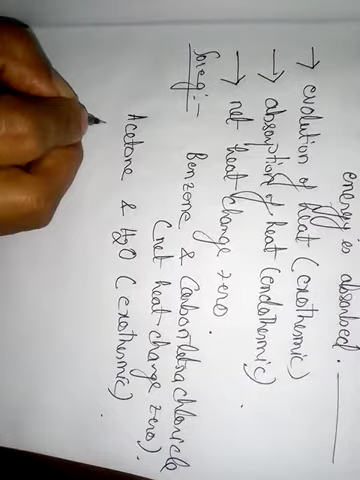 energy is absorbed.
→ evolution of heat (exothermic)
→ absorption of heat (endothermic)
→ net heat change zero.
for eg:- Benzene & Carbontetrachloride
(net heat change zero).
Acetone & H2O (exothermic)